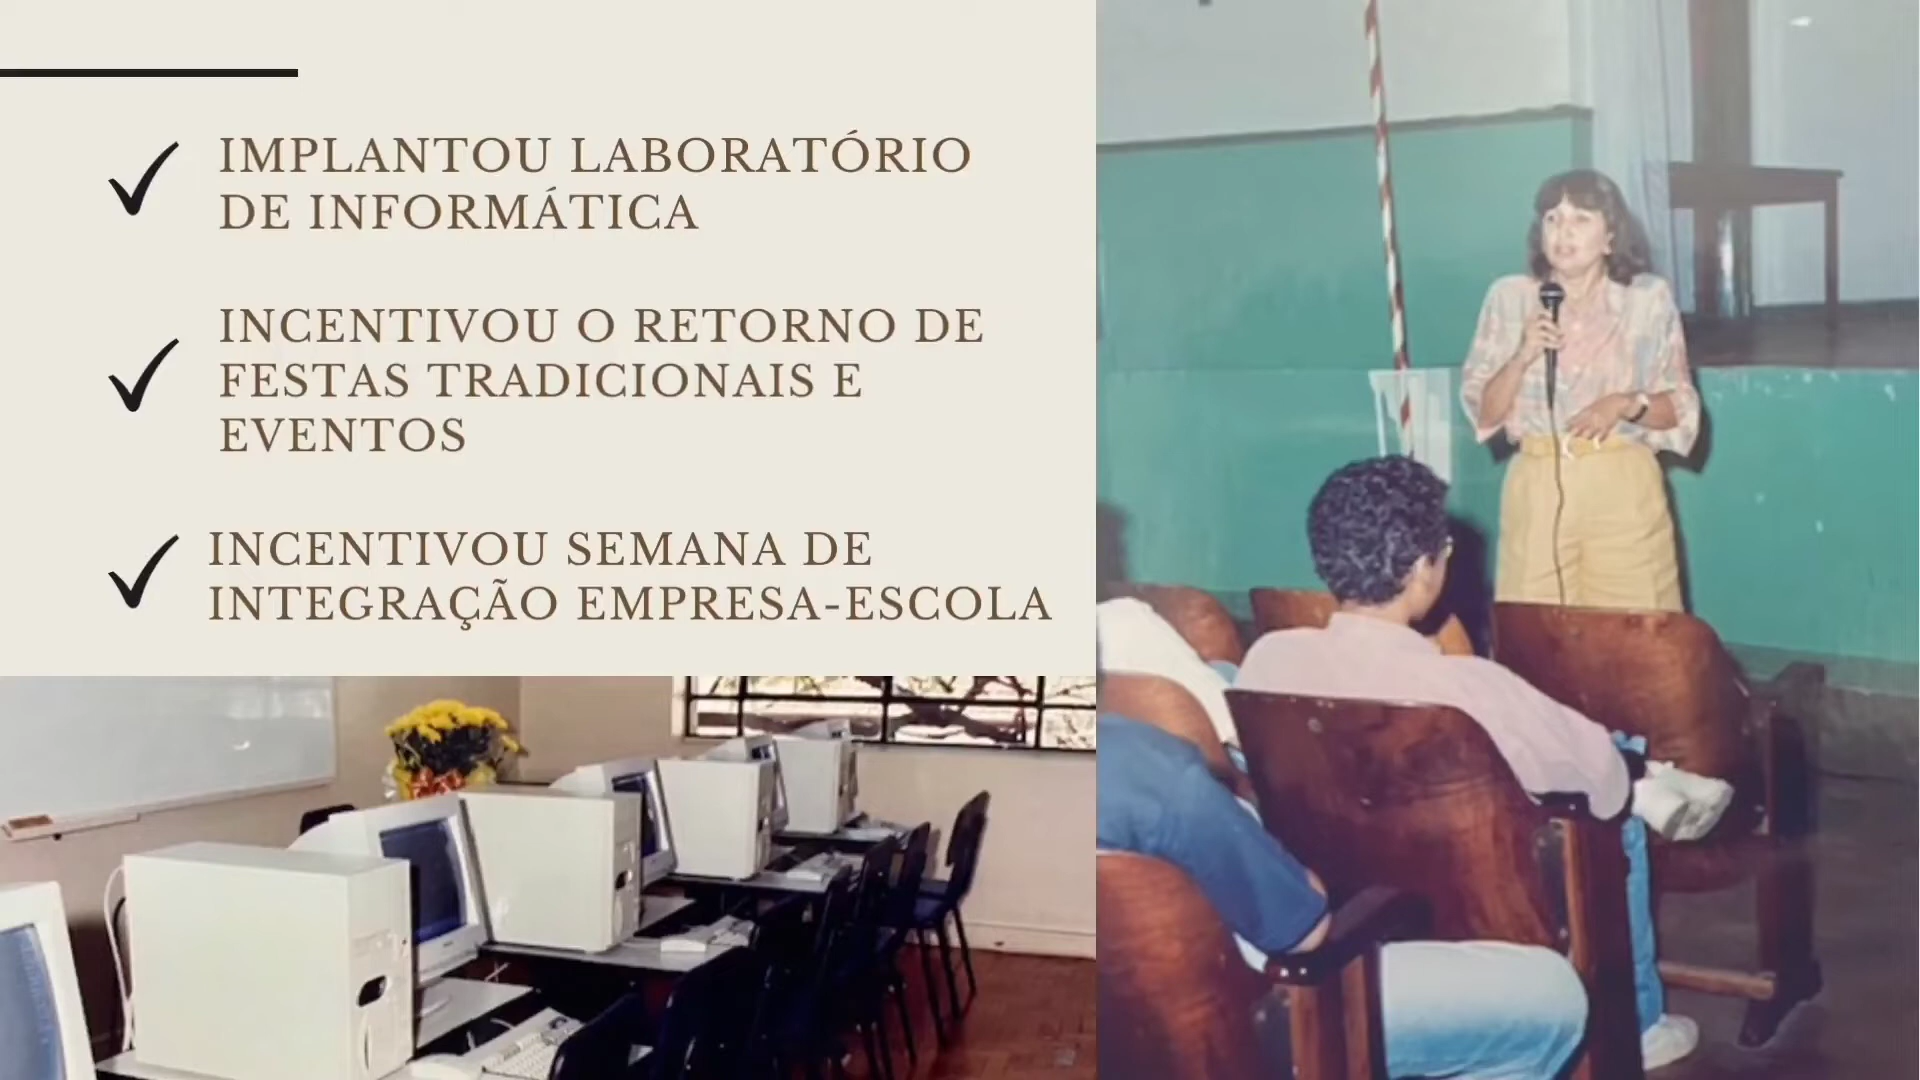 IMPLANTOU LABORATÓRIO
DE INFORMÁTICA
INCENTIVOU O RETORNO DE
FESTAS TRADICIONAIS E
EVENTOS
INCENTIVOU SEMANA DE
INTEGRAÇÃO EMPRESA-ESCOLA